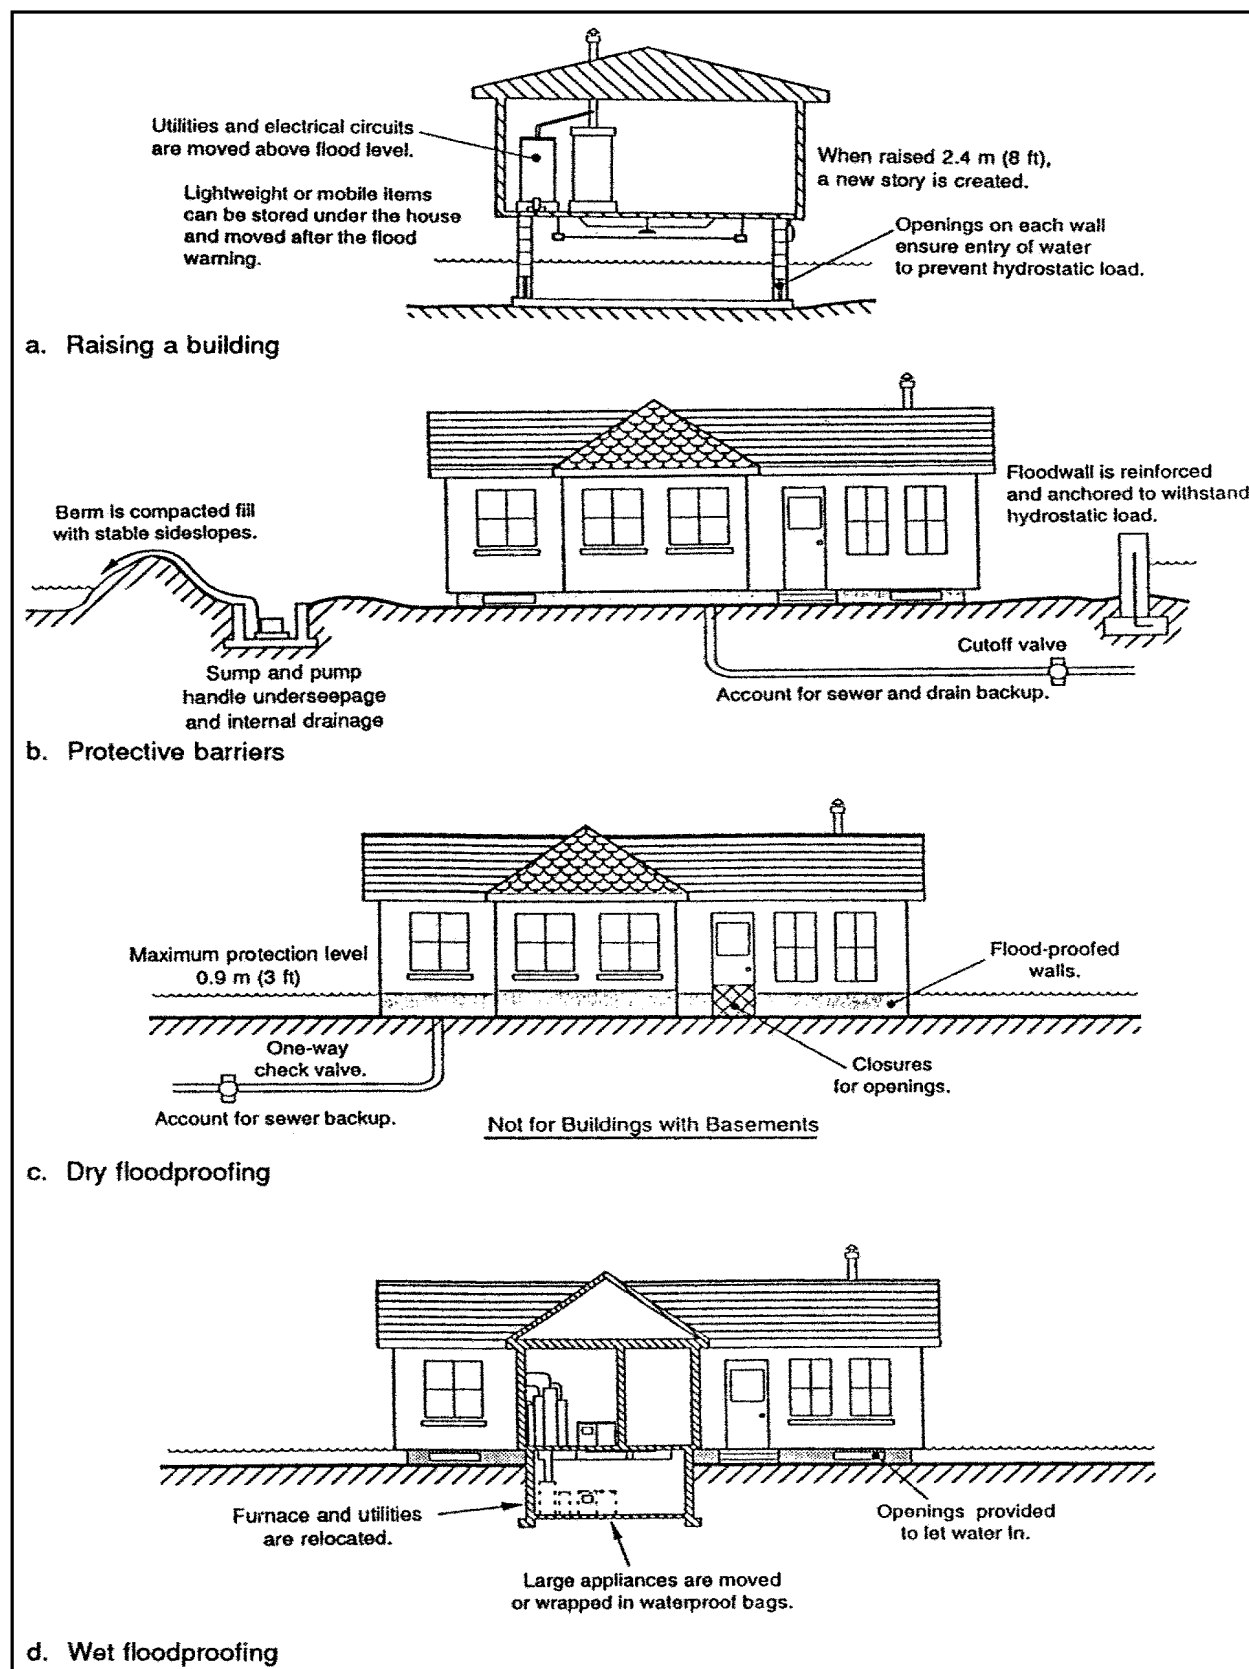 Utilities and electrical circuits
are moved above flood level.
Lightweight or mobile items
can be stored under the house
and moved after the flood
warning.
When raised 2.4 m (8 ft),
a new story is created.
Openings on each wall
ensure entry of water
to prevent hydrostatic load.
a. Raising a building
Berm is compacted fill
with stable sideslopes.
Floodwall is reinforced
and anchored to withstand
hydrostatic load.
Sump and pump
handle underseepage
and internal drainage
Cutoff valve
Account for sewer and drain backup.
b. Protective barriers
Maximum protection level
0.9 m (3 ft)
Flood-proofed
walls.
One-way
check valve.
Account for sewer backup.
Closures
for openings.
Not for Buildings with Basements
c. Dry floodproofing
Furnace and utilities
are relocated.
Openings provided
to let water in.
Large appliances are moved
or wrapped in waterproof bags.
d. Wet floodproofing